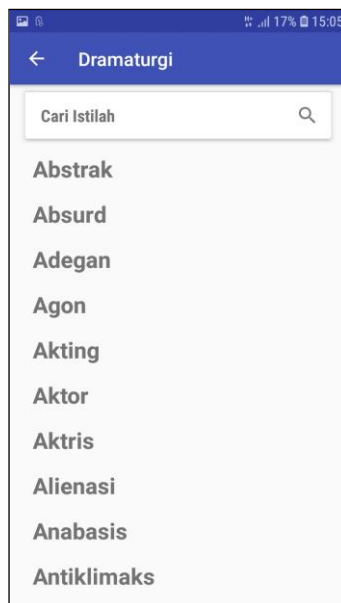 17% 15:05
Dramaturgi
Cari Istilah
Abstrak
Absurd
Adegan
Agon
Akting
Aktor
Aktris
Alienasi
Anabasis
Antiklimaks